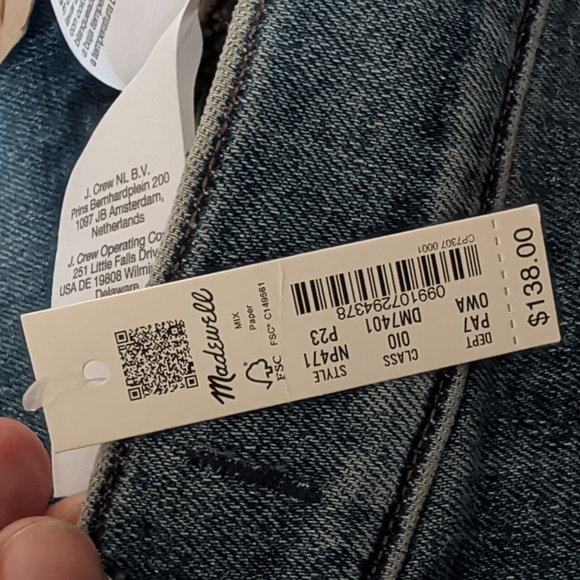 J. Crew NL B.V.
Prins Bernhardplein 200
1097 JB Amsterdam,
Netherlands
J. Crew Operating Co
251 Little Falls Driv
USA DE 19808 Wilmi
Delaware
Madewell
MIX
Paper
FSC® C149561
FSC
CP7307 0001
099107294378
DEPT CLASS STYLE
PA7 010 NP471
0WA DM7401 P23
$138.00